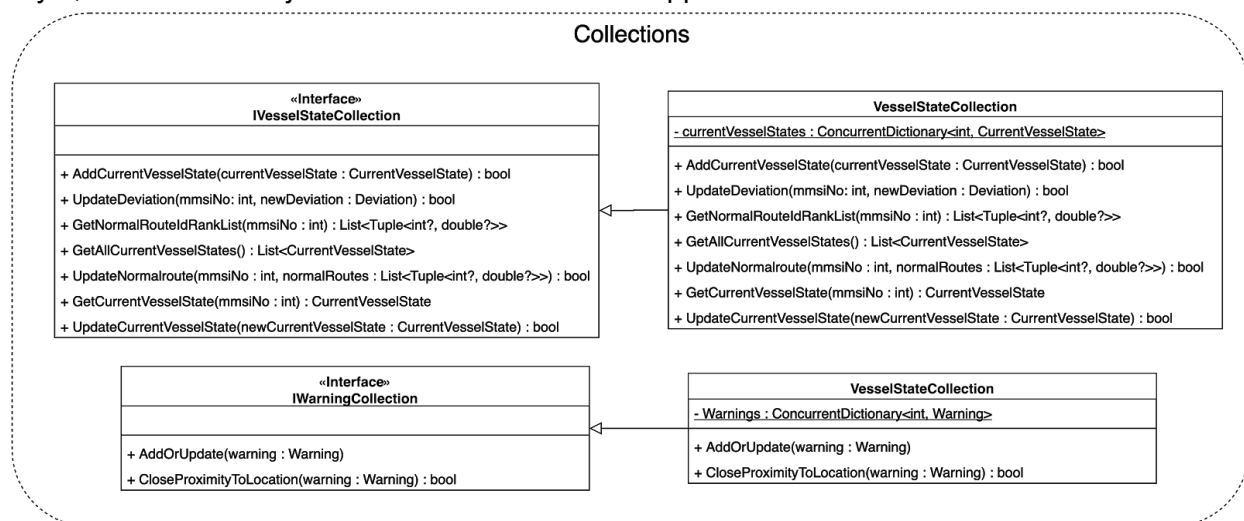 Collections
«Interface»
IVesselStateCollection
+ AddCurrentVesselState(currentVesselState : CurrentVesselState) : bool
+ UpdateDeviation(mmsiNo: int, newDeviation : Deviation) : bool
+ GetNormalRouteIdRankList(mmsiNo : int) : List<Tuple<int?, double?>>
+ GetAllCurrentVesselStates() : List<CurrentVesselState>
+ UpdateNormalroute(mmsiNo : int, normalRoutes : List<Tuple<int?, double?>>) : bool
+ GetCurrentVesselState(mmsiNo : int) : CurrentVesselState
+ UpdateCurrentVesselState(newCurrentVesselState : CurrentVesselState) : bool
VesselStateCollection
- currentVesselStates : ConcurrentDictionary<int, CurrentVesselState>
+ AddCurrentVesselState(currentVesselState : CurrentVesselState) : bool
+ UpdateDeviation(mmsiNo: int, newDeviation : Deviation) : bool
+ GetNormalRouteIdRankList(mmsiNo : int) : List<Tuple<int?, double?>>
+ GetAllCurrentVesselStates() : List<CurrentVesselState>
+ UpdateNormalroute(mmsiNo : int, normalRoutes : List<Tuple<int?, double?>>) : bool
+ GetCurrentVesselState(mmsiNo : int) : CurrentVesselState
+ UpdateCurrentVesselState(newCurrentVesselState : CurrentVesselState) : bool
«Interface»
IWarningCollection
+ AddOrUpdate(warning : Warning)
+ CloseProximityToLocation(warning : Warning) : bool
VesselStateCollection
- Warnings : ConcurrentDictionary<int, Warning>
+ AddOrUpdate(warning : Warning)
+ CloseProximityToLocation(warning : Warning) : bool